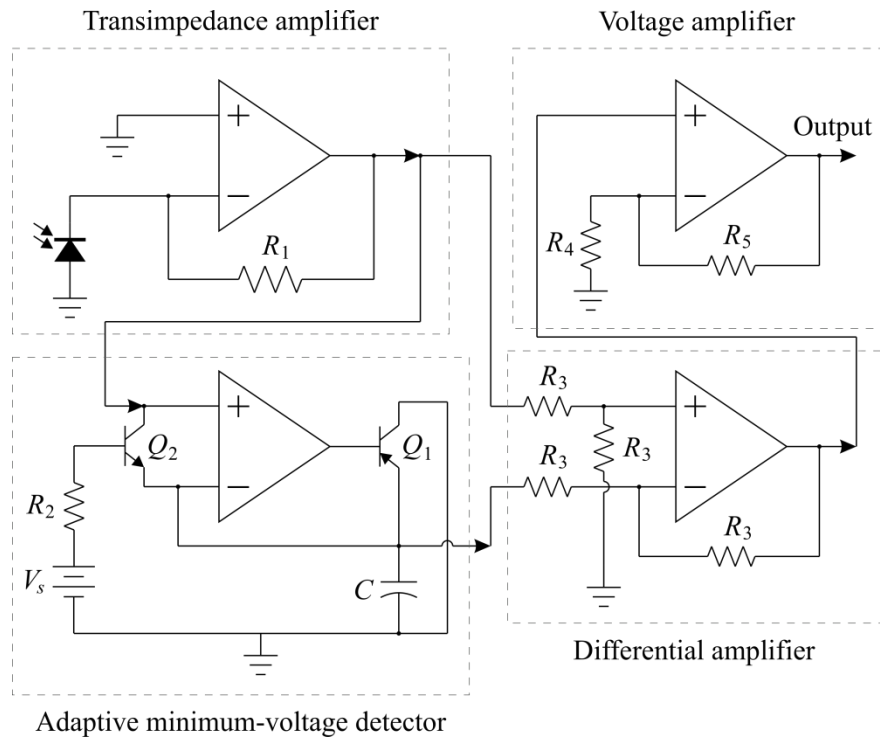 Transimpedance amplifier
Voltage amplifier
+
−
R₁
+
−
Output
R₄
R₅
+
−
Q₂
Q₁
R₂
Vₛ
C
R₃
R₃
R₃
+
−
R₃
Differential amplifier
Adaptive minimum-voltage detector